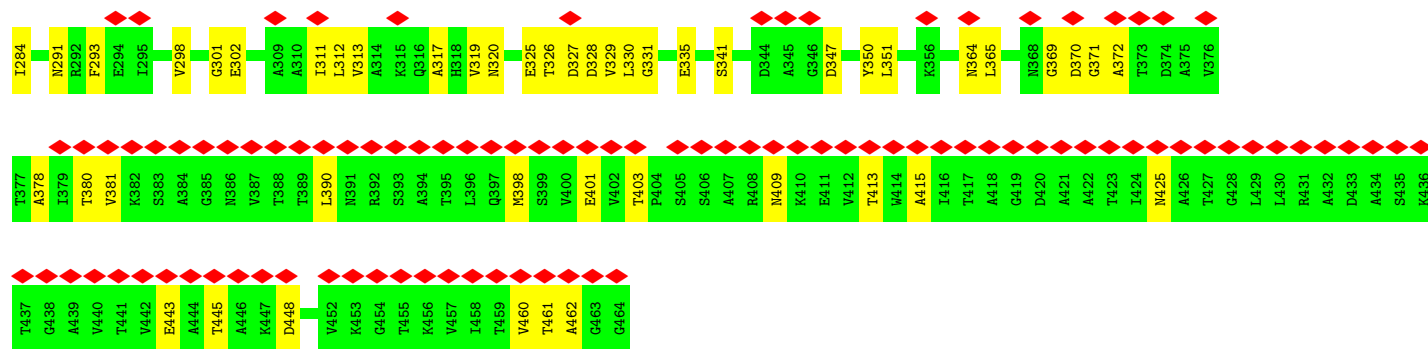 I284 N291 R292 F293 E294 I295 V298 G301 E302 A309 A310 I311 L312 V313 A314 K315 Q316 A317 H318 V319 N320 E325 T326 D327 D328 V329 L330 G331 E335 S341 D344 A345 G346 D347 Y350 L351 K356 N364 L365 N368 G369 D370 G371 A372 T373 D374 A375 V376
T377 A378 I379 T380 V381 K382 S383 A384 G385 N386 V387 T388 T389 L390 N391 R392 S393 A394 T395 L396 Q397 M398 S399 V400 E401 V402 T403 P404 S405 S406 A407 R408 N409 K410 E411 V412 T413 W414 A415 I416 T417 A418 G419 D420 A421 A422 T423 I424 N425 A426 T427 G428 L429 L430 R431 A432 D433 A434 S435 K436
T437 G438 A439 V440 T441 V442 E443 A444 T445 A446 K447 D448 V452 K453 G454 T455 K456 V457 I458 T459 V460 T461 A462 G463 G464